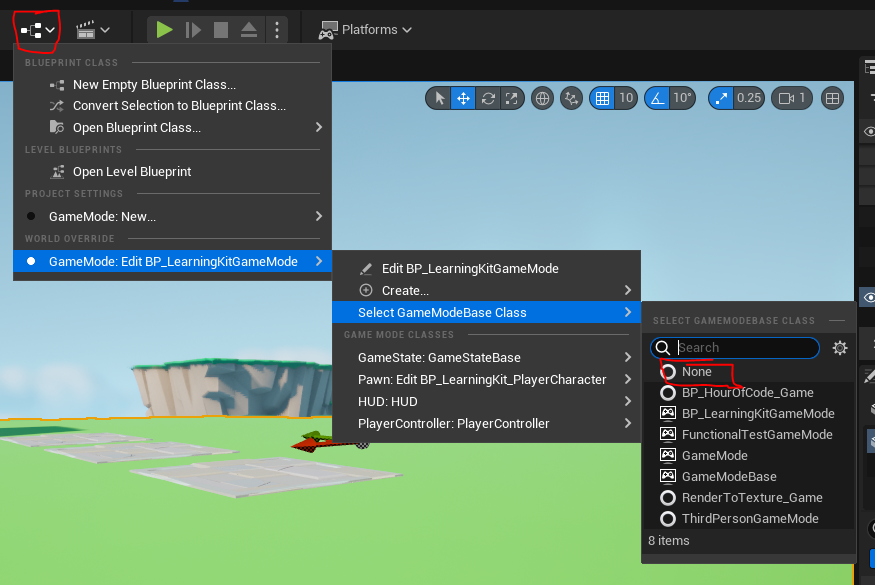 Platforms
BLUEPRINT CLASS
New Empty Blueprint Class...
Convert Selection to Blueprint Class...
Open Blueprint Class...
LEVEL BLUEPRINTS
Open Level Blueprint
PROJECT SETTINGS
GameMode: New...
WORLD OVERRIDE
GameMode: Edit BP_LearningKitGameMode
10
10°
0.25
1
Edit BP_LearningKitGameMode
Create...
Select GameModeBase Class
GAME MODE CLASSES
GameState: GameStateBase
Pawn: Edit BP_LearningKit_PlayerCharacter
HUD: HUD
PlayerController: PlayerController
SELECT GAMEMODEBASE CLASS
Search
None
BP_HourOfCode_Game
BP_LearningKitGameMode
FunctionalTestGameMode
GameMode
GameModeBase
RenderToTexture_Game
ThirdPersonGameMode
8 items